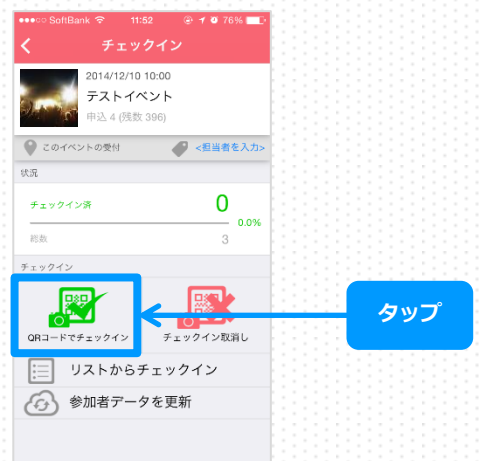 SoftBank 11:52 76%
チェックイン
2014/12/10 10:00
テストイベント
申込 4 (残数 396)
このイベントの受付 <担当者を入力>
状況
チェックイン済 0
0.0%
総数 3
チェックイン
QRコードでチェックイン チェックイン取消し
タップ
リストからチェックイン
参加者データを更新